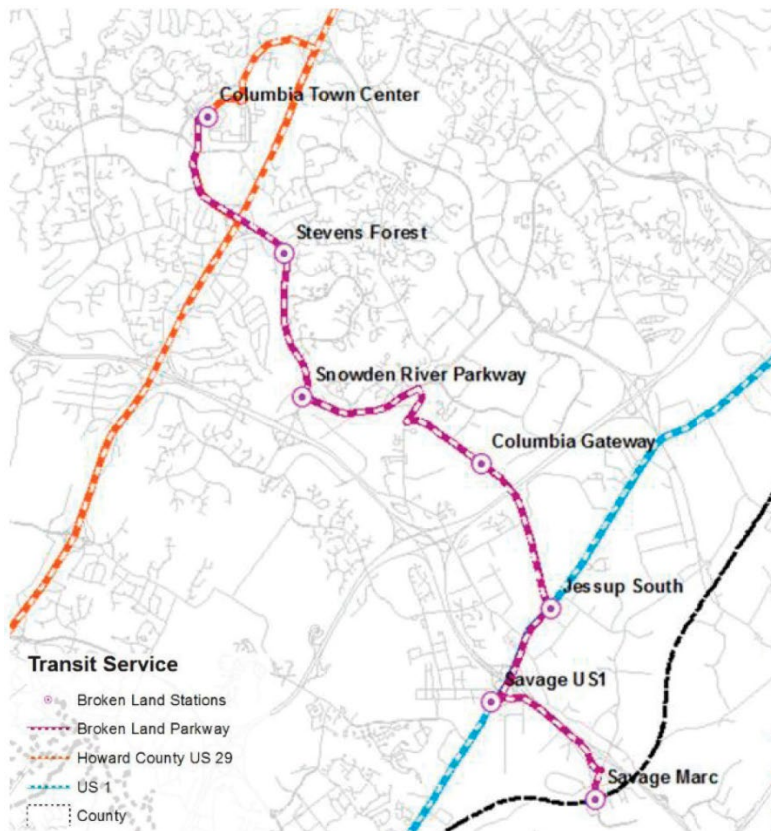 Columbia Town Center
Stevens Forest
Snowden River Parkway
Columbia Gateway
Jessup South
Savage US1
Savage Marc
Transit Service
Broken Land Stations
Broken Land Parkway
Howard County US 29
US 1
County